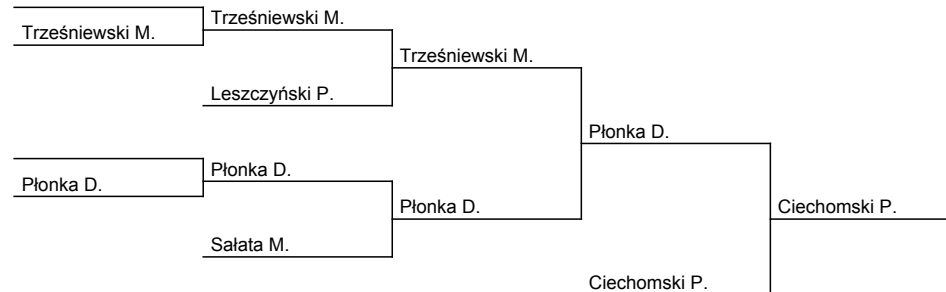 Trześniewski M.
Trześniewski M.
Trześniewski M.
Leszczyński P.
Płonka D.
Płonka D.
Płonka D.
Płonka D.
Ciechomski P.
Sałata M.
Ciechomski P.